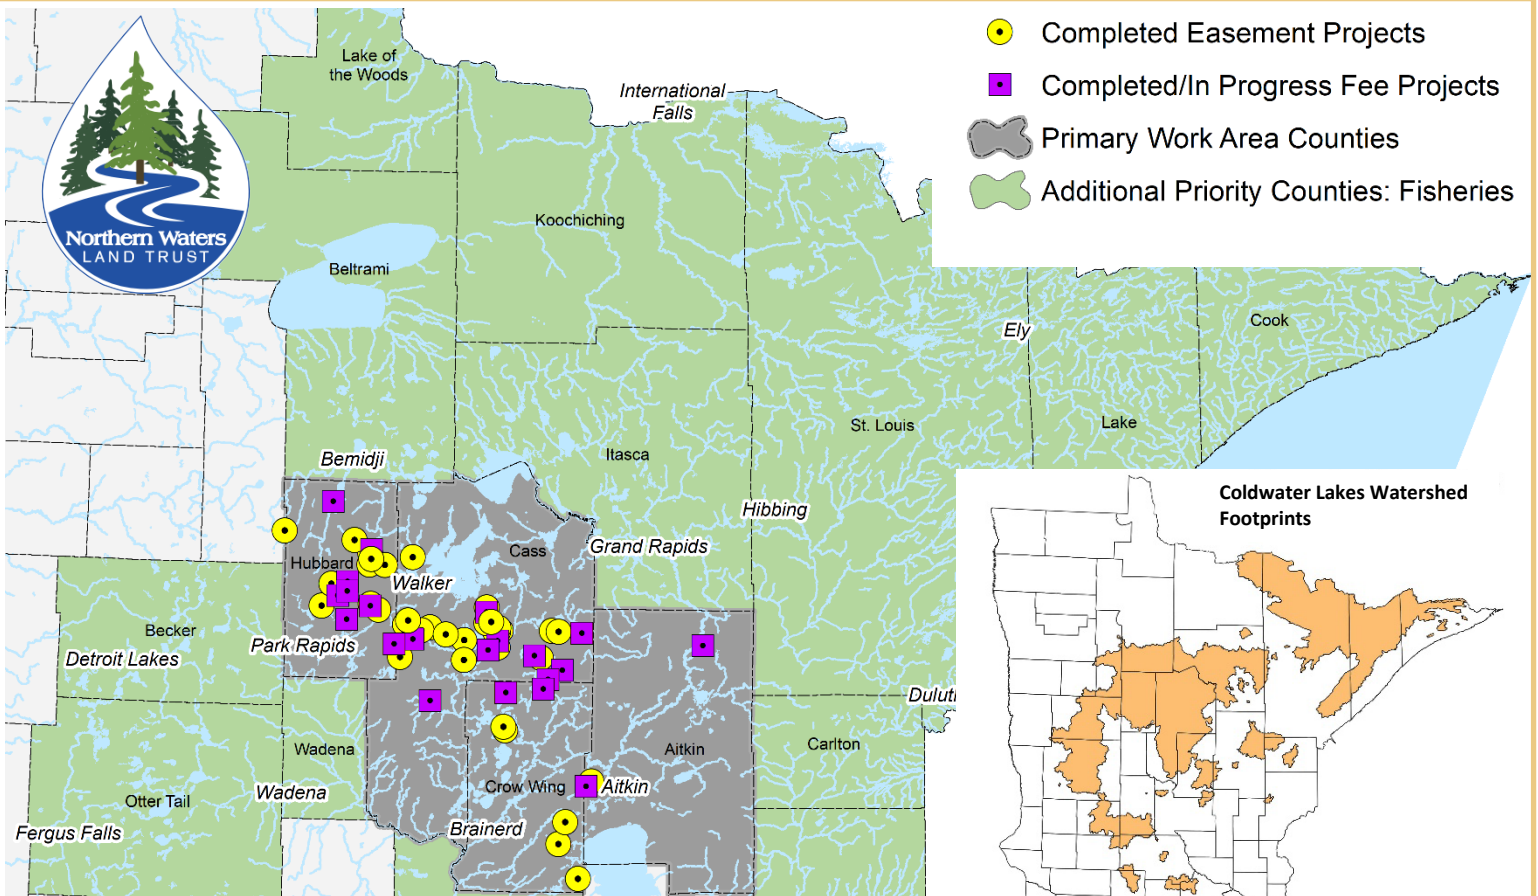 Completed Easement Projects
Completed/In Progress Fee Projects
Primary Work Area Counties
Additional Priority Counties: Fisheries
Northern Waters
LAND TRUST
Lake of
the Woods
International
Falls
Koochiching
Beltrami
Cook
Ely
St. Louis
Lake
Itasca
Bemidji
Hibbing
Grand Rapids
Cass
Hubbard
Walker
Becker
Park Rapids
Detroit Lakes
Wadena
Aitkin
Carlton
Crow Wing
Aitkin
Otter Tail
Wadena
Brainerd
Fergus Falls
Coldwater Lakes Watershed
Footprints